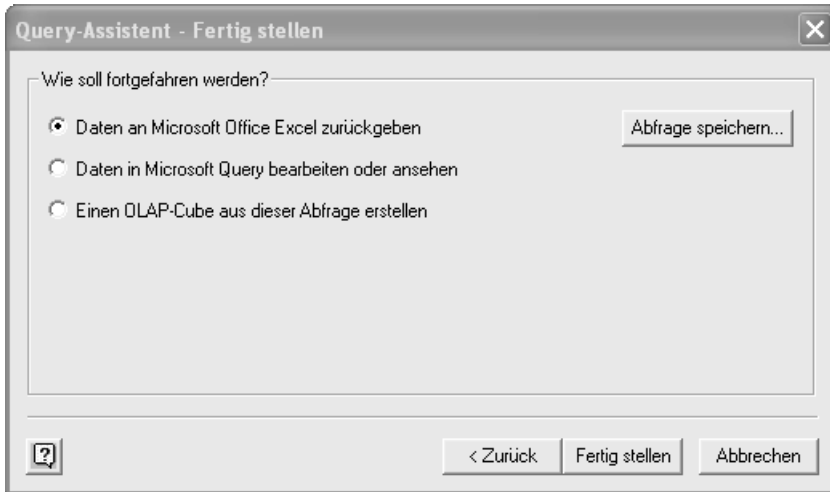 Query-Assistent - Fertig stellen
Wie soll fortgefahren werden?
Daten an Microsoft Office Excel zurückgeben
Abfrage speichern...
Daten in Microsoft Query bearbeiten oder ansehen
Einen OLAP-Cube aus dieser Abfrage erstellen
?
< Zurück
Fertig stellen
Abbrechen